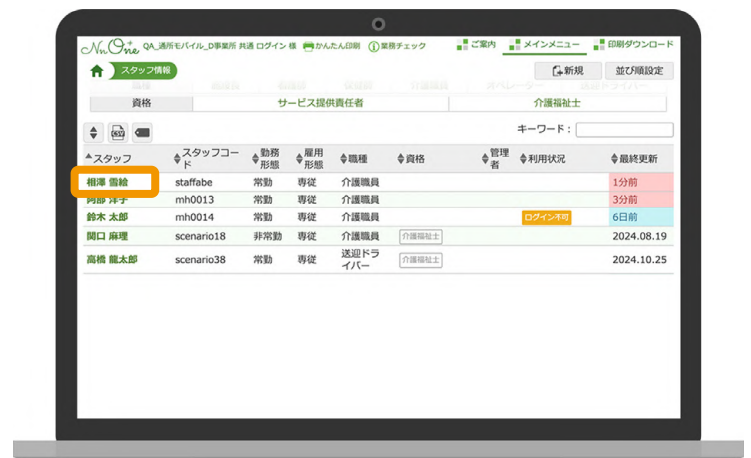 NnOne QA_通所モバイル_D事業所 共通 ログイン 様 かんたん印刷 業務チェック ご案内 メインメニュー 印刷ダウンロード
スタッフ情報 新規 並び順設定
資格 サービス提供責任者 介護福祉士
CSV キーワード：
スタッフ スタッフコード 勤務形態 雇用形態 職種 資格 管理者 利用状況 最終更新
相澤 雪絵 staffabe 常勤 専従 介護職員 1分前
阿部 洋子 mh0013 常勤 専従 介護職員 3分前
鈴木 太郎 mh0014 常勤 専従 介護職員 ログイン不可 6日前
関口 麻理 scenario18 非常勤 専従 介護職員 介護福祉士 2024.08.19
高橋 龍太郎 scenario38 常勤 専従 送迎ドライバー 介護福祉士 2024.10.25